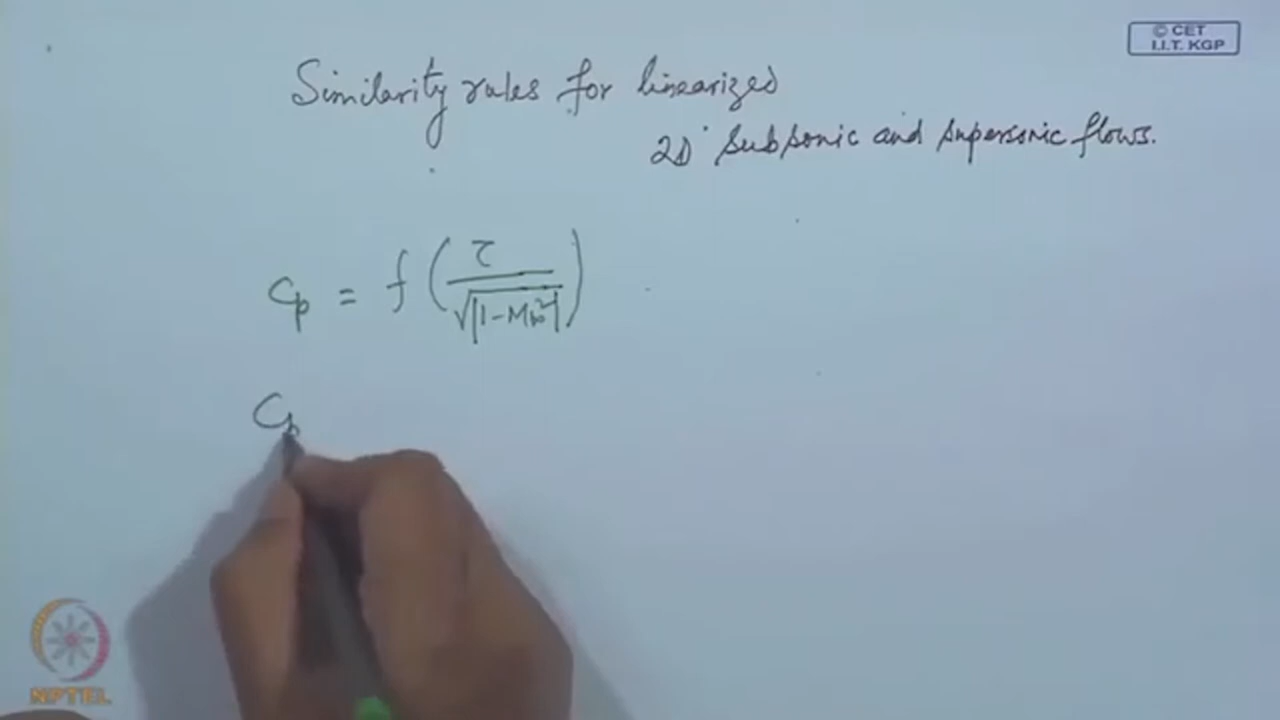 © CET
I.I.T. KGP
Similarity rules for linearized
2D subsonic and supersonic flows.
Cp = f(τ/√|1-M∞²|)
Cp
NPTEL